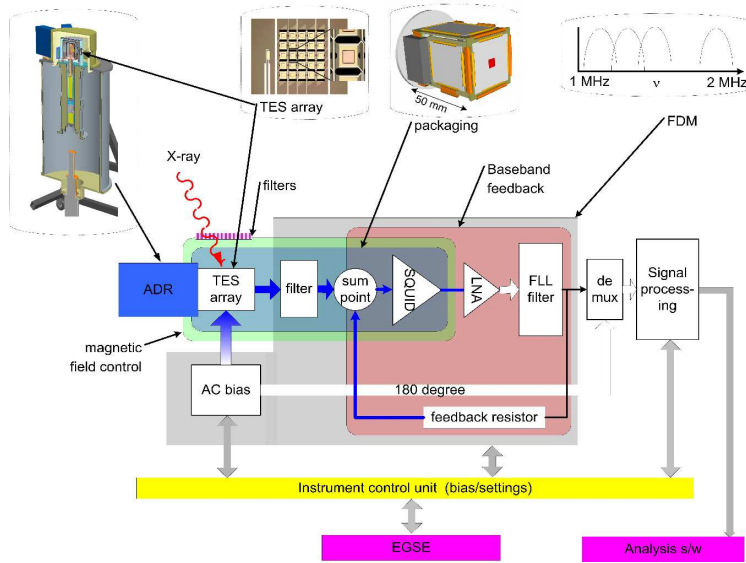 TES array
50 mm
1 MHz
ν
2 MHz
packaging
FDM
X-ray
filters
Baseband
feedback
ADR
TES
array
filter
sum
point
SQUID
LNA
FLL
filter
de
mux
Signal
process-
ing
magnetic
field control
AC bias
180 degree
feedback resistor
Instrument control unit (bias/settings)
EGSE
Analysis s/w